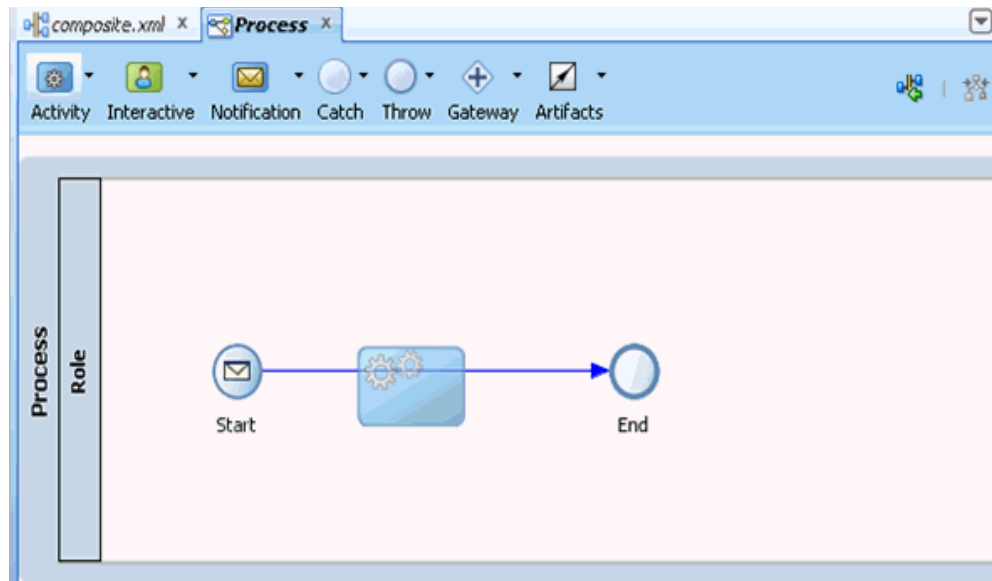 composite.xml x Process x
Activity Interactive Notification Catch Throw Gateway Artifacts
Process
Role
Start
End